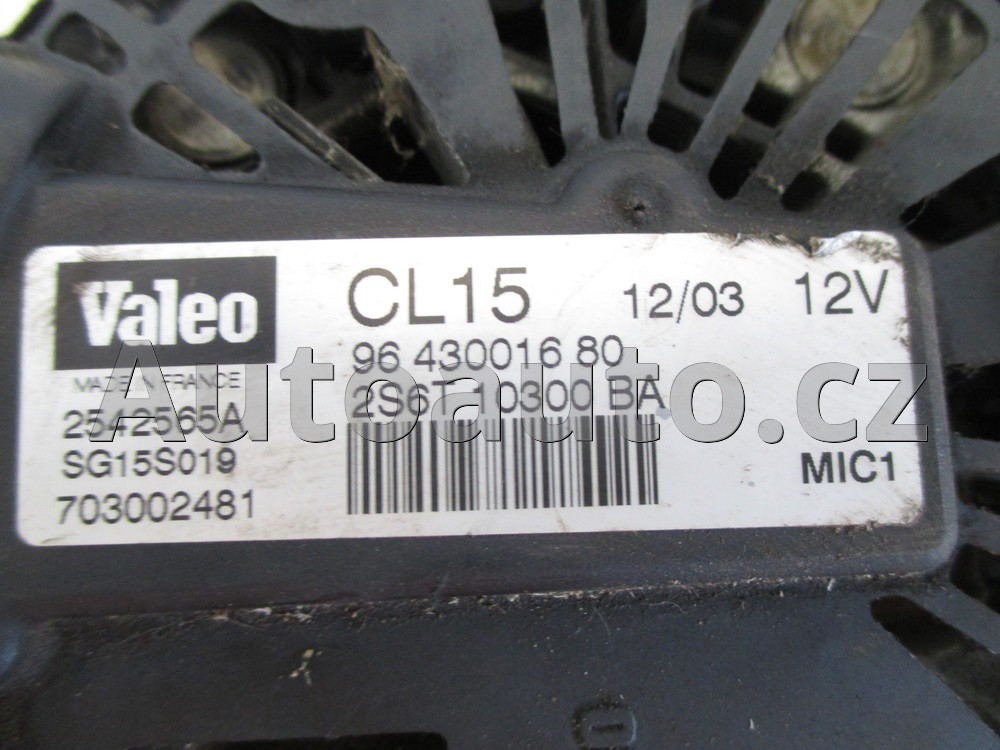 Valeo
CL15 12/03 12V
MADE IN FRANCE
96 430016 80
2542565A
2S6T 10300 BA
SG15S019
MIC1
703002481
Autoauto.cz